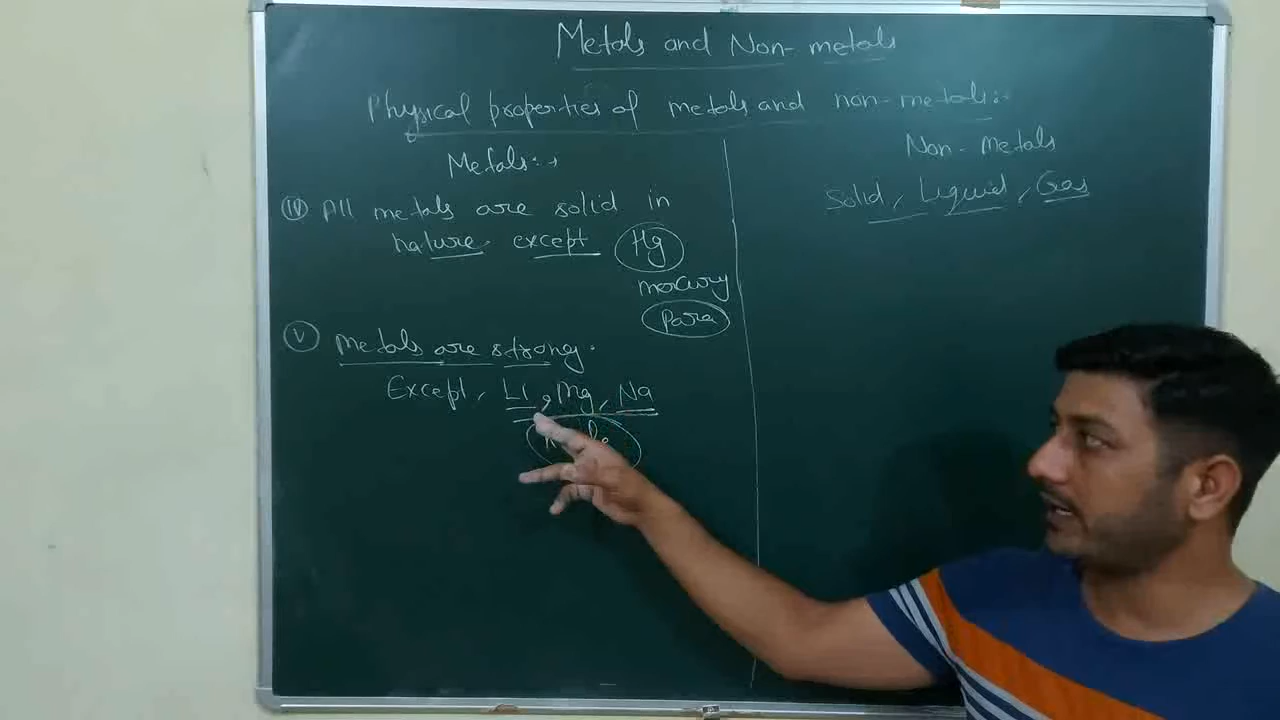 Metals and Non-metals
Physical properties of metals and non-metals:-
Metals:→
(IV) All metals are solid in
nature except Hg
mercury
Para
(V) Metals are strong.
Except, Li, Mg, Na
Non-Metals
Solid, Liquid, Gas